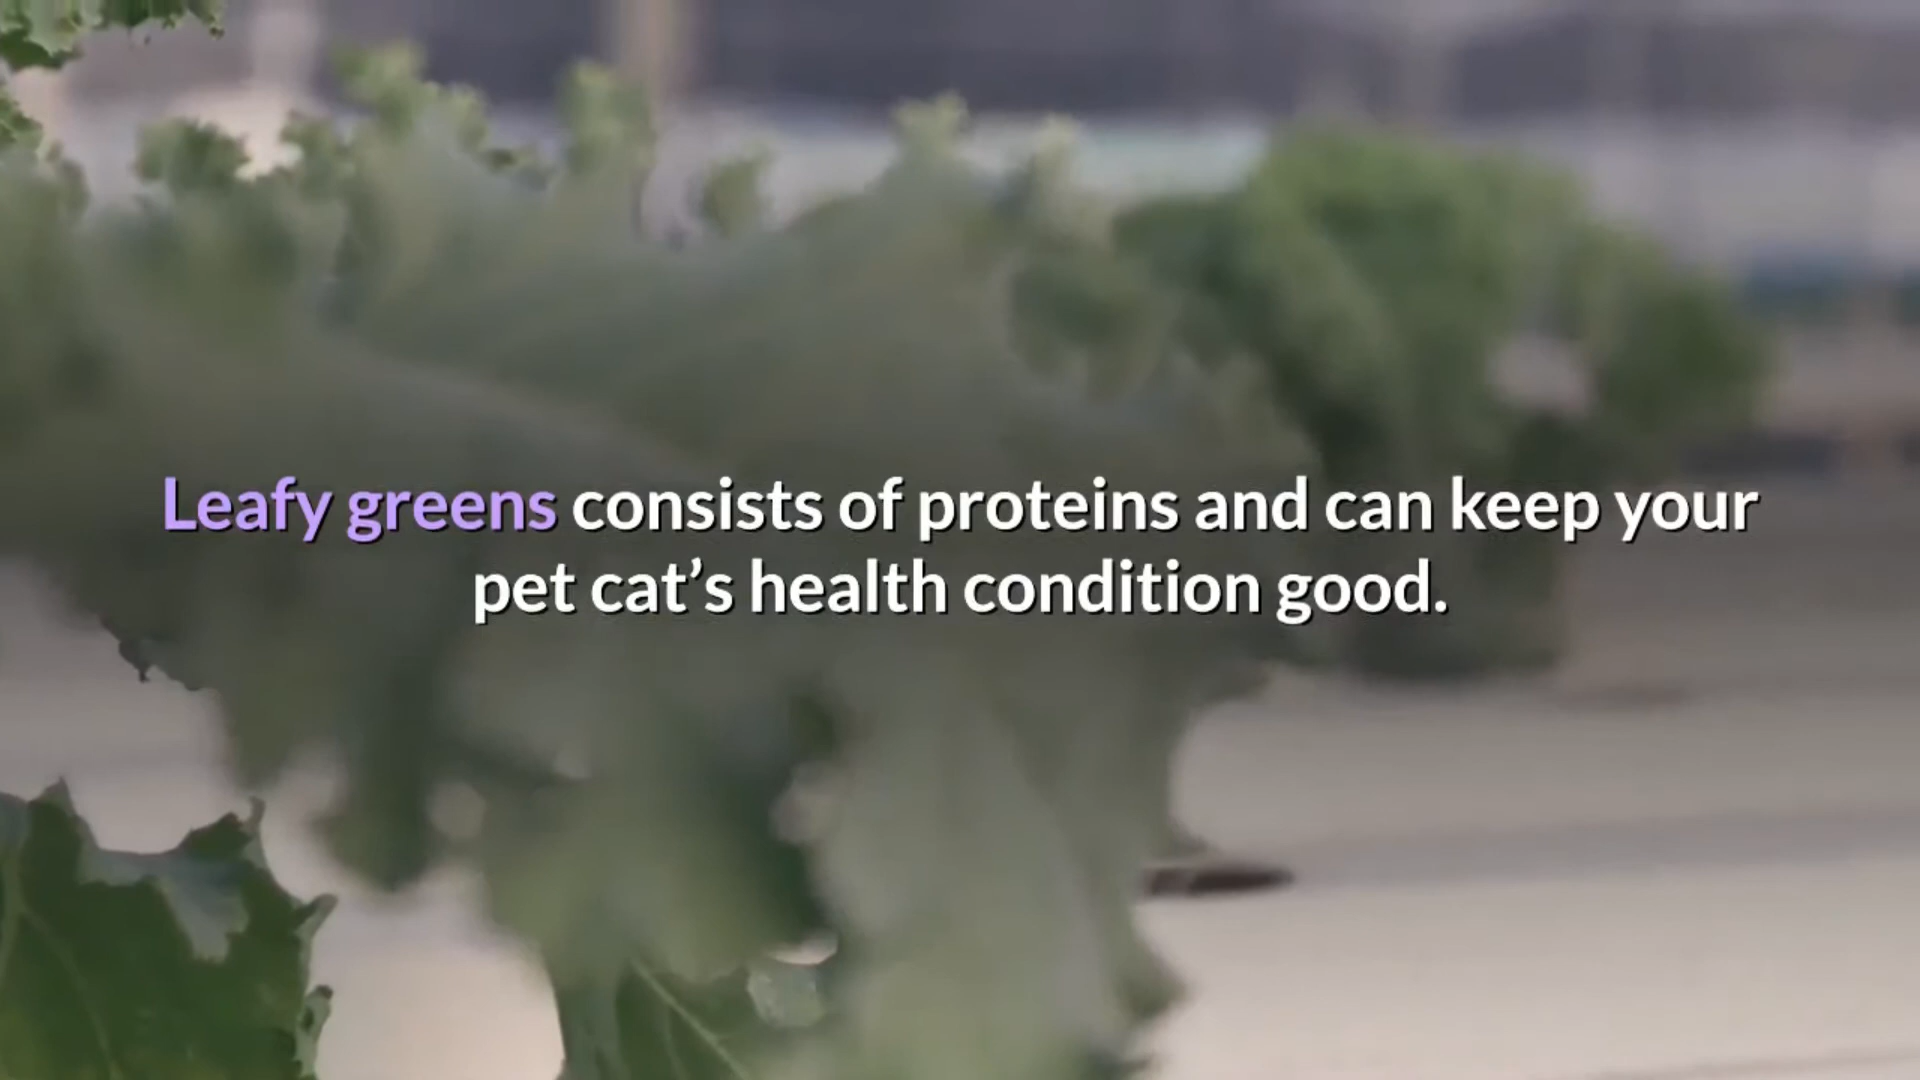 Leafy greens consists of proteins and can keep your
pet cat’s health condition good.